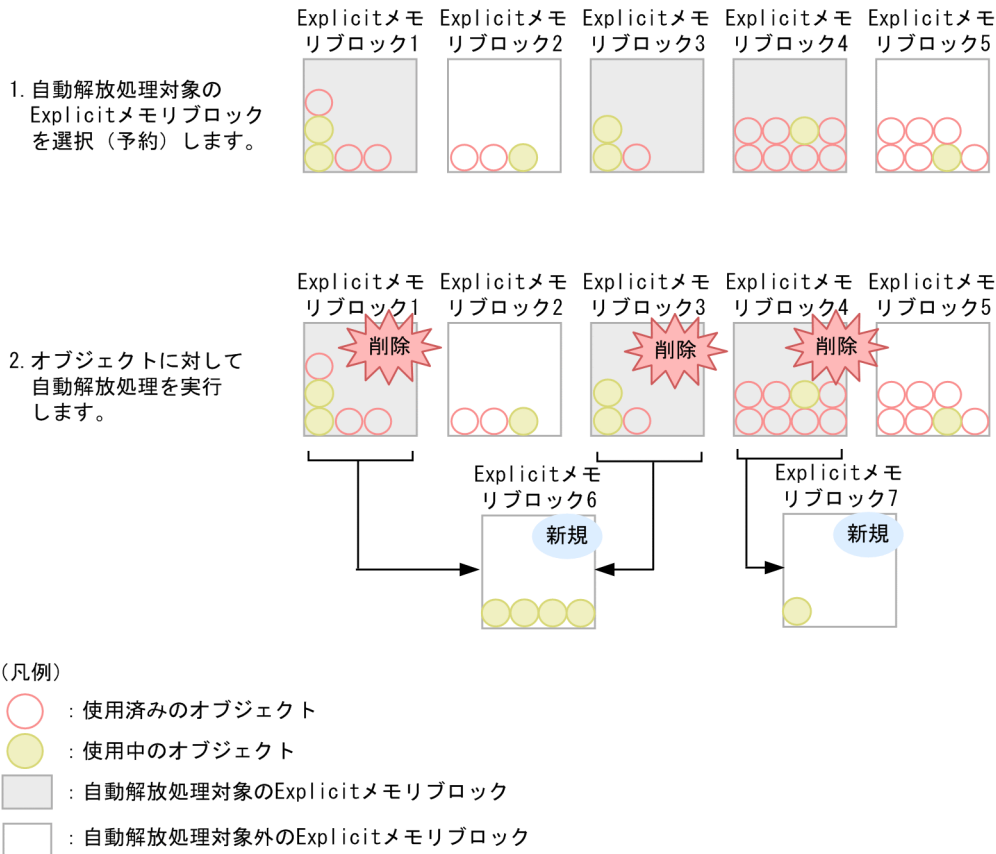 Explicitメモ Explicitメモ Explicitメモ Explicitメモ Explicitメモ
リブロック1 リブロック2 リブロック3 リブロック4 リブロック5
1. 自動解放処理対象の
Explicitメモリブロック
を選択（予約）します。
Explicitメモ Explicitメモ Explicitメモ Explicitメモ Explicitメモ
リブロック1 リブロック2 リブロック3 リブロック4 リブロック5
削除 削除 削除
2. オブジェクトに対して
自動解放処理を実行
します。
Explicitメモ Explicitメモ
リブロック6 リブロック7
新規 新規
(凡例)
：使用済みのオブジェクト
：使用中のオブジェクト
：自動解放処理対象のExplicitメモリブロック
：自動解放処理対象外のExplicitメモリブロック